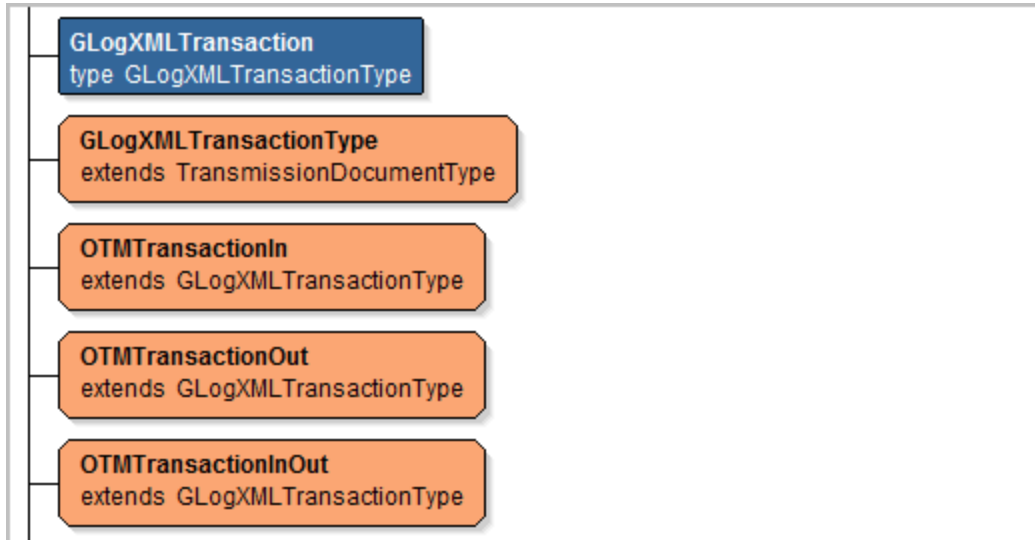 GLogXMLTransaction
type GLogXMLTransactionType
GLogXMLTransactionType
extends TransmissionDocumentType
OTMTransactionIn
extends GLogXMLTransactionType
OTMTransactionOut
extends GLogXMLTransactionType
OTMTransactionInOut
extends GLogXMLTransactionType